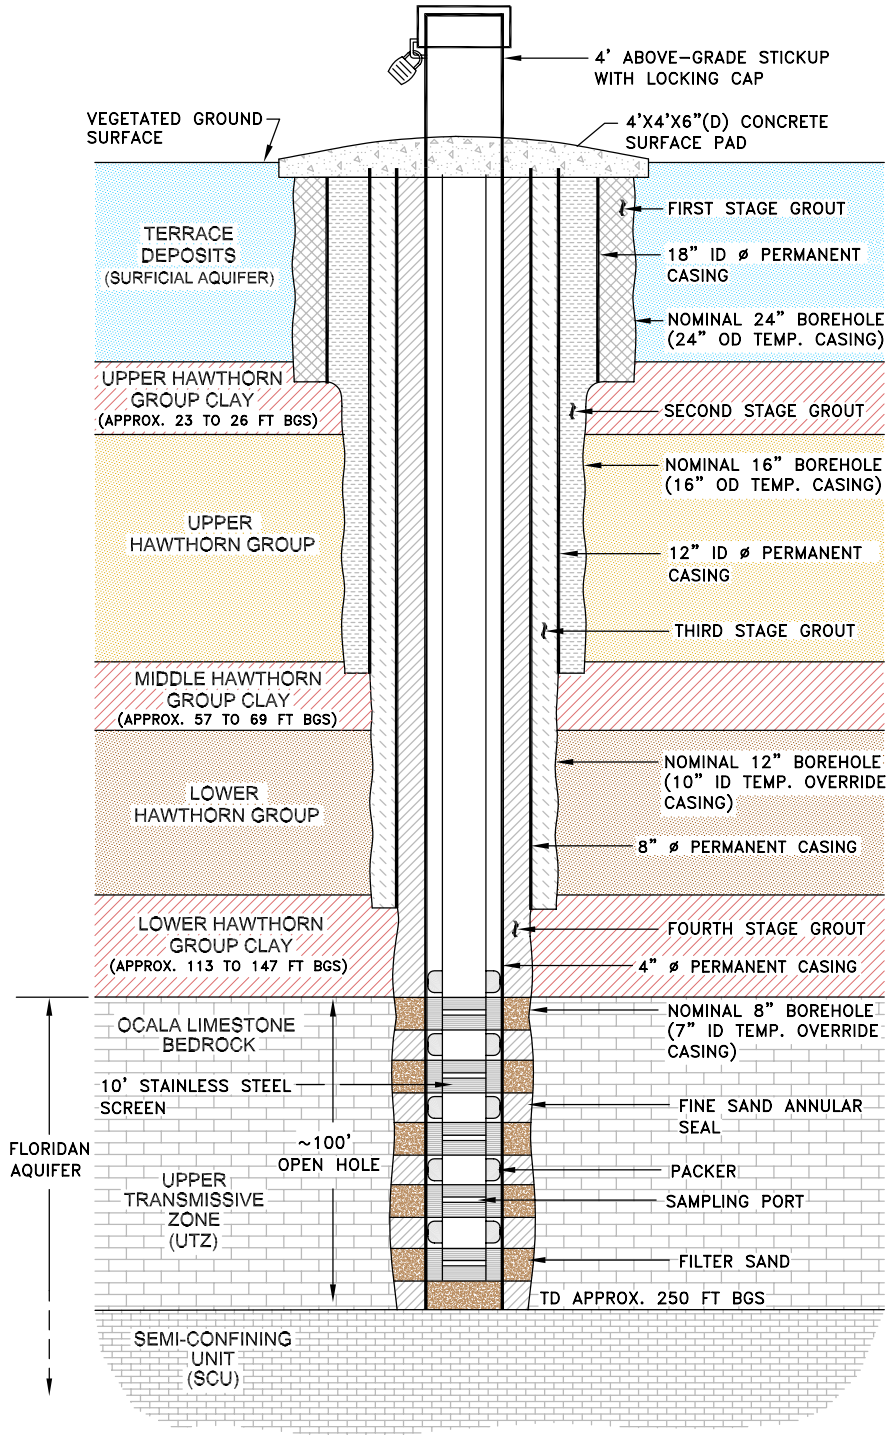 4' ABOVE-GRADE STICKUP
WITH LOCKING CAP
VEGETATED GROUND
SURFACE
4'X4'X6"(D) CONCRETE
SURFACE PAD
FIRST STAGE GROUT
TERRACE
DEPOSITS
(SURFICIAL AQUIFER)
18" ID ø PERMANENT
CASING
NOMINAL 24" BOREHOLE
(24" OD TEMP. CASING)
UPPER HAWTHORN
GROUP CLAY
(APPROX. 23 TO 26 FT BGS)
SECOND STAGE GROUT
NOMINAL 16" BOREHOLE
(16" OD TEMP. CASING)
UPPER
HAWTHORN GROUP
12" ID ø PERMANENT
CASING
THIRD STAGE GROUT
MIDDLE HAWTHORN
GROUP CLAY
(APPROX. 57 TO 69 FT BGS)
NOMINAL 12" BOREHOLE
(10" ID TEMP. OVERRIDE
CASING)
LOWER
HAWTHORN GROUP
8" ø PERMANENT CASING
LOWER HAWTHORN
GROUP CLAY
(APPROX. 113 TO 147 FT BGS)
FOURTH STAGE GROUT
4" ø PERMANENT CASING
OCALA LIMESTONE
BEDROCK
NOMINAL 8" BOREHOLE
(7" ID TEMP. OVERRIDE
CASING)
10' STAINLESS STEEL
SCREEN
FINE SAND ANNULAR
SEAL
FLORIDAN
AQUIFER
~100'
OPEN HOLE
PACKER
UPPER
TRANSMISSIVE
ZONE
(UTZ)
SAMPLING PORT
FILTER SAND
TD APPROX. 250 FT BGS
SEMI-CONFINING
UNIT
(SCU)